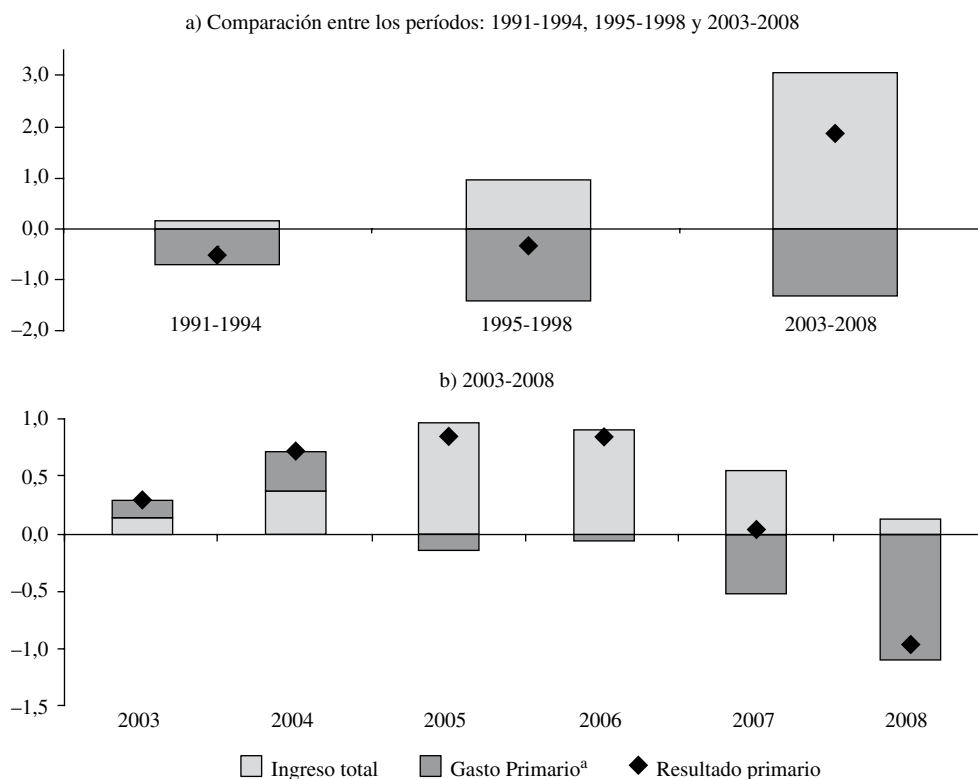 a) Comparación entre los períodos: 1991-1994, 1995-1998 y 2003-2008
3,0
2,0
1,0
0,0
–1,0
–2,0
1991-1994 1995-1998 2003-2008
b) 2003-2008
1,0
0,5
0,0
–0,5
–1,0
–1,5
2003 2004 2005 2006 2007 2008
Ingreso total Gasto Primarioª Resultado primario